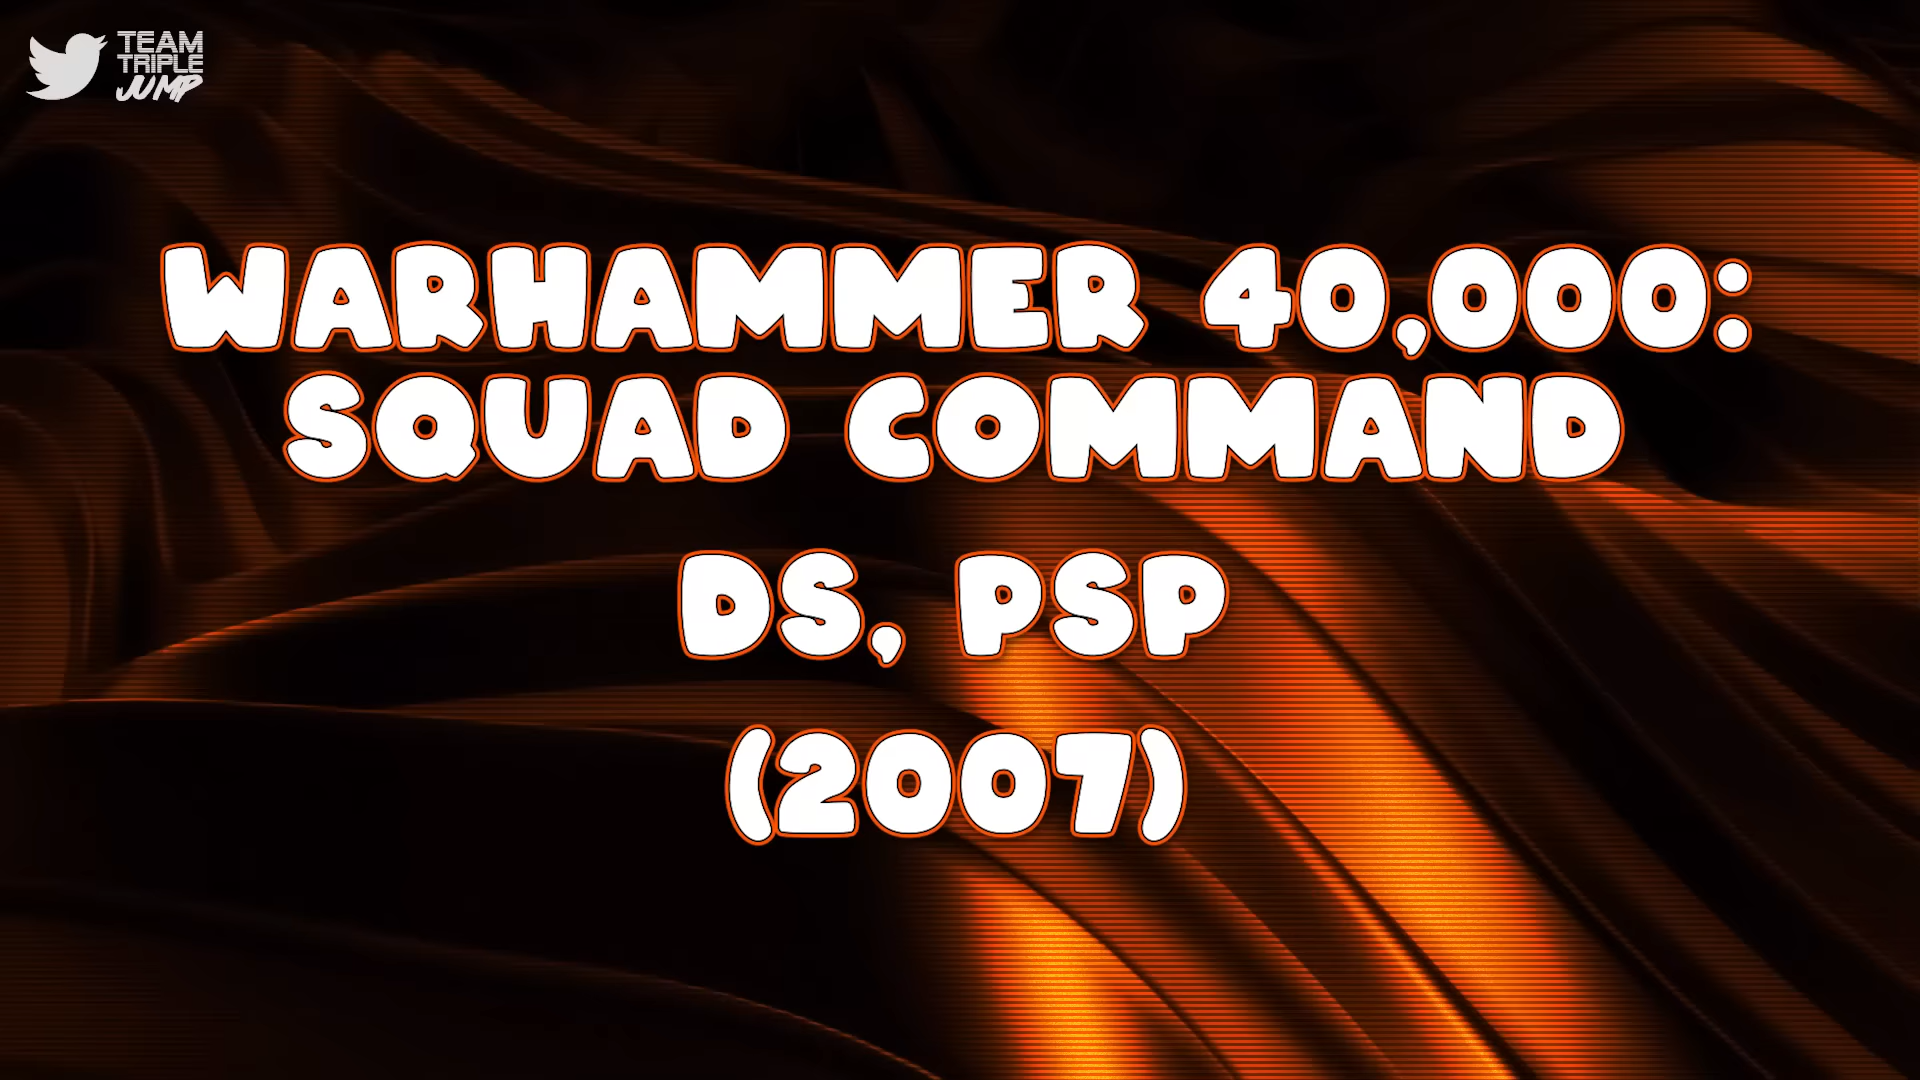 TEAM
TRIPLE
JUMP
WARHAMMER 40,000:
SQUAD COMMAND
DS, PSP
(2007)